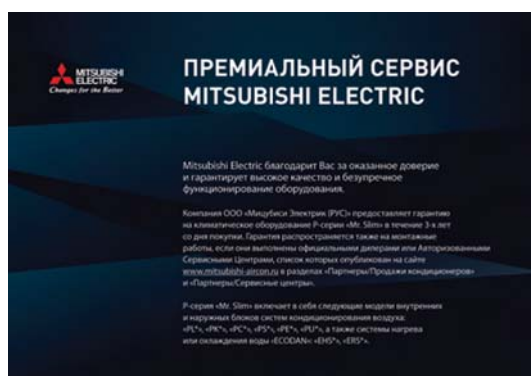 MITSUBISHI
ELECTRIC
Changes for the Better
ПРЕМИАЛЬНЫЙ СЕРВИС
MITSUBISHI ELECTRIC
Mitsubishi Electric благодарит Вас за оказанное доверие
и гарантирует высокое качество и безупречное
функционирование оборудования.
Компания ООО «Мицубиси Электрик (РУС)» предоставляет гарантию
на климатическое оборудование P-серии «Mr. Slim» в течение 3-х лет
со дня покупки. Гарантия распространяется также на монтажные
работы, если они выполнены официальными дилерами или Авторизованными
Сервисными Центрами, список которых опубликован на сайте
www.mitsubishi-aircon.ru в разделах «Партнеры/Продажи кондиционеров»
и «Партнеры/Сервисные центры».
P-серия «Mr. Slim» включает в себя следующие модели внутренних
и наружных блоков систем кондиционирования воздуха:
«PL*», «PK*», «PC*», «PS*», «PE*», «PU*», а также системы нагрева
или охлаждения воды «ECODAN»: «EHS*», «ERS*».